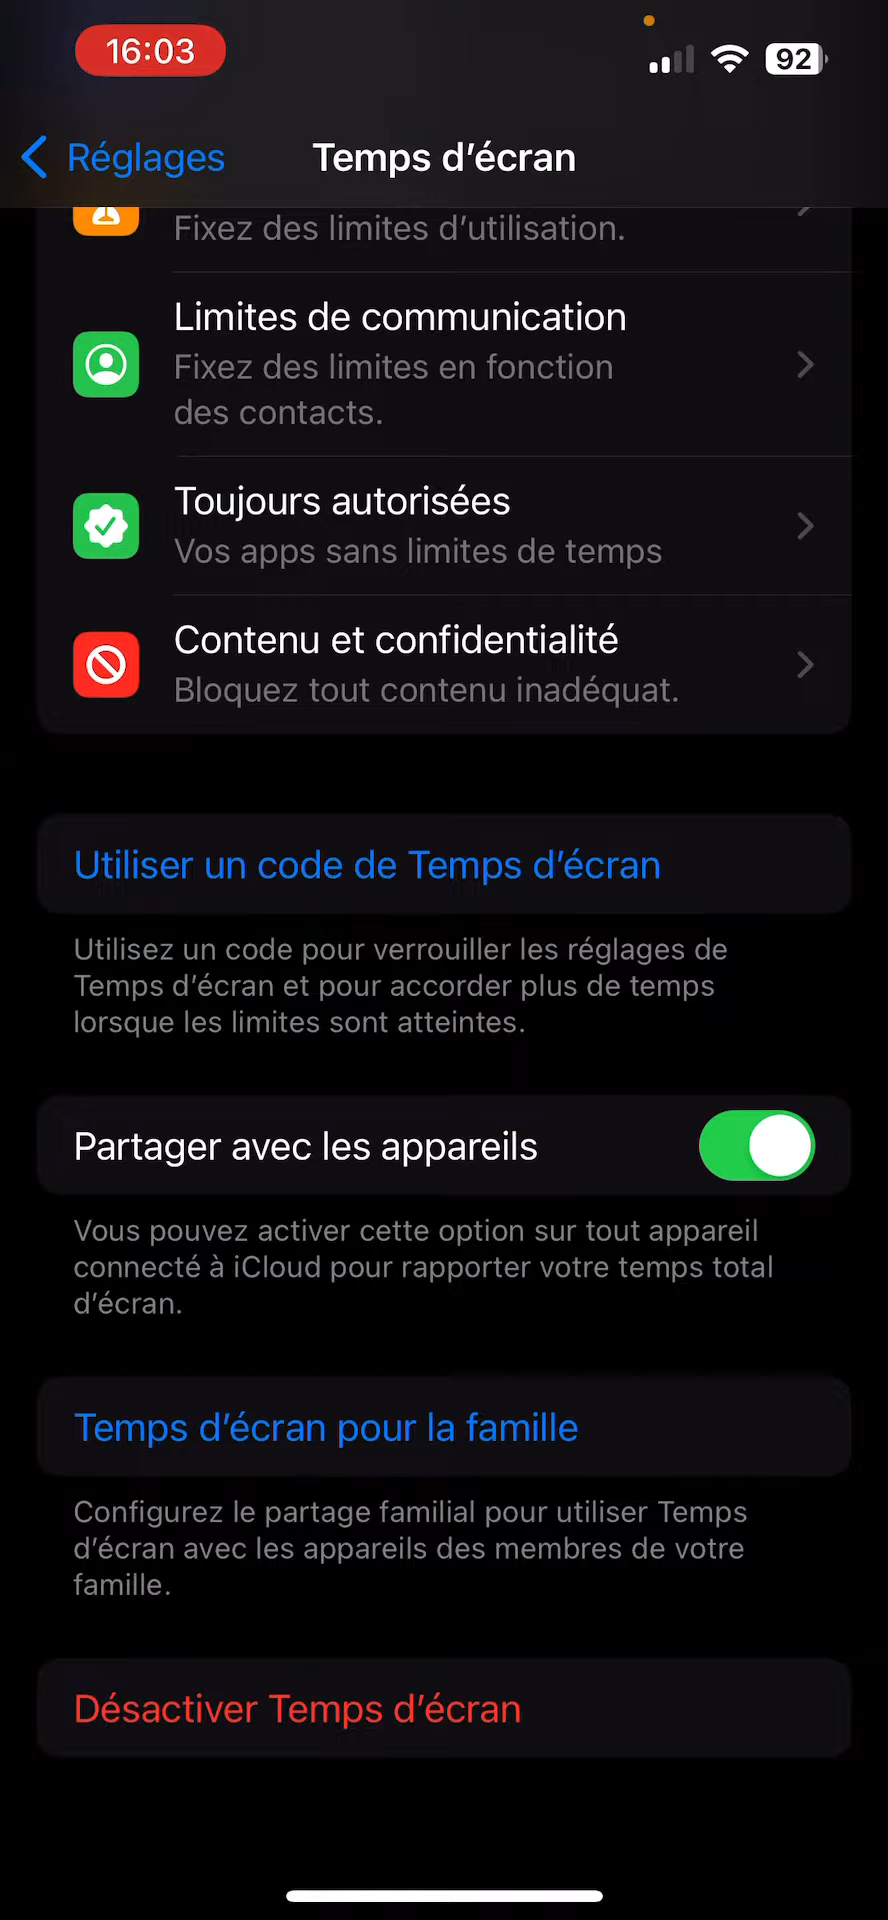 16:03
92
Réglages
Temps d’écran
Fixez des limites d’utilisation.
Limites de communication
Fixez des limites en fonction
des contacts.
Toujours autorisées
Vos apps sans limites de temps
Contenu et confidentialité
Bloquez tout contenu inadéquat.
Utiliser un code de Temps d’écran
Utilisez un code pour verrouiller les réglages de
Temps d’écran et pour accorder plus de temps
lorsque les limites sont atteintes.
Partager avec les appareils
Vous pouvez activer cette option sur tout appareil
connecté à iCloud pour rapporter votre temps total
d’écran.
Temps d’écran pour la famille
Configurez le partage familial pour utiliser Temps
d’écran avec les appareils des membres de votre
famille.
Désactiver Temps d’écran